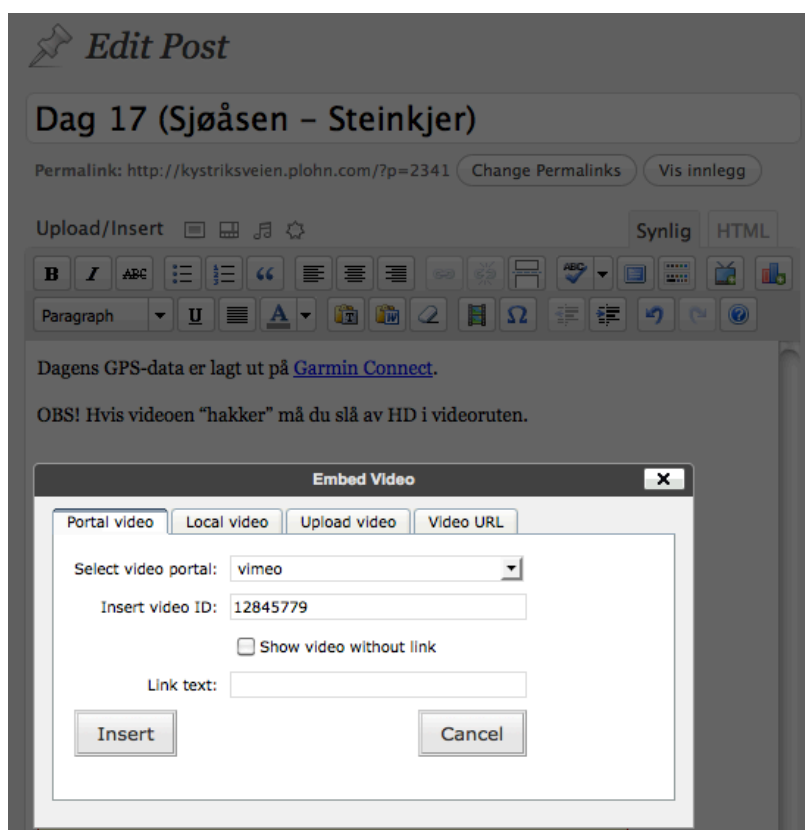 Edit Post
Dag 17 (Sjøåsen – Steinkjer)
Permalink: http://kystriksveien.plohn.com/?p=2341 Change Permalinks Vis innlegg
Upload/Insert Synlig HTML
B I ABC ABC
Paragraph U A T W Ω ?
Dagens GPS-data er lagt ut på Garmin Connect.
OBS! Hvis videoen “hakker” må du slå av HD i videoruten.
Embed Video X
Portal video Local video Upload video Video URL
Select video portal: vimeo
Insert video ID: 12845779
Show video without link
Link text:
Insert Cancel